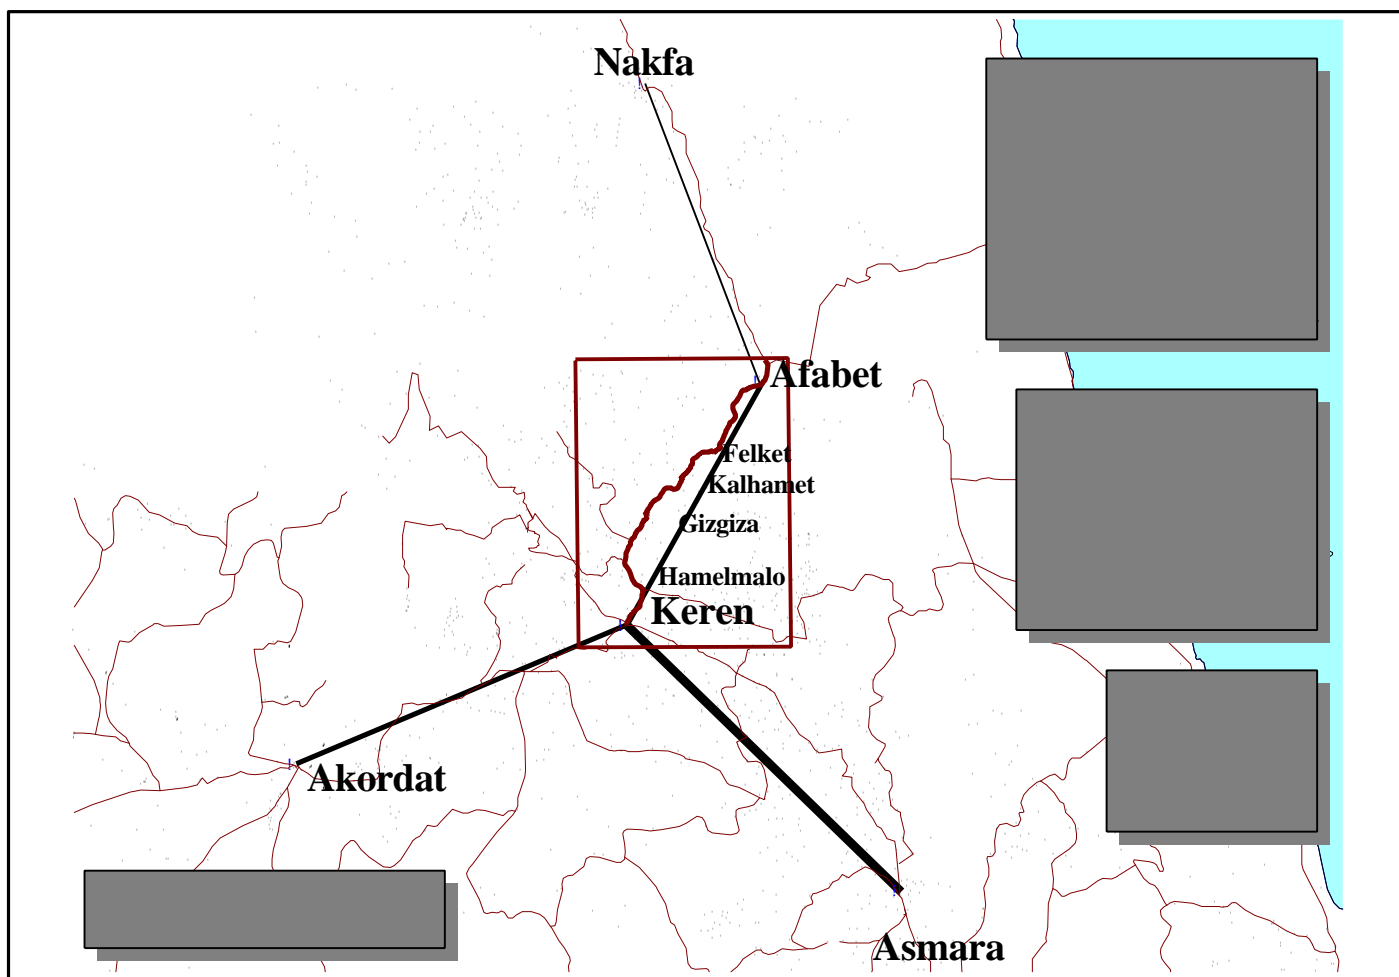 Nakfa
Afabet
Felket
Kalhamet
Gizgiza
Hamelmalo
Keren
Akordat
Asmara